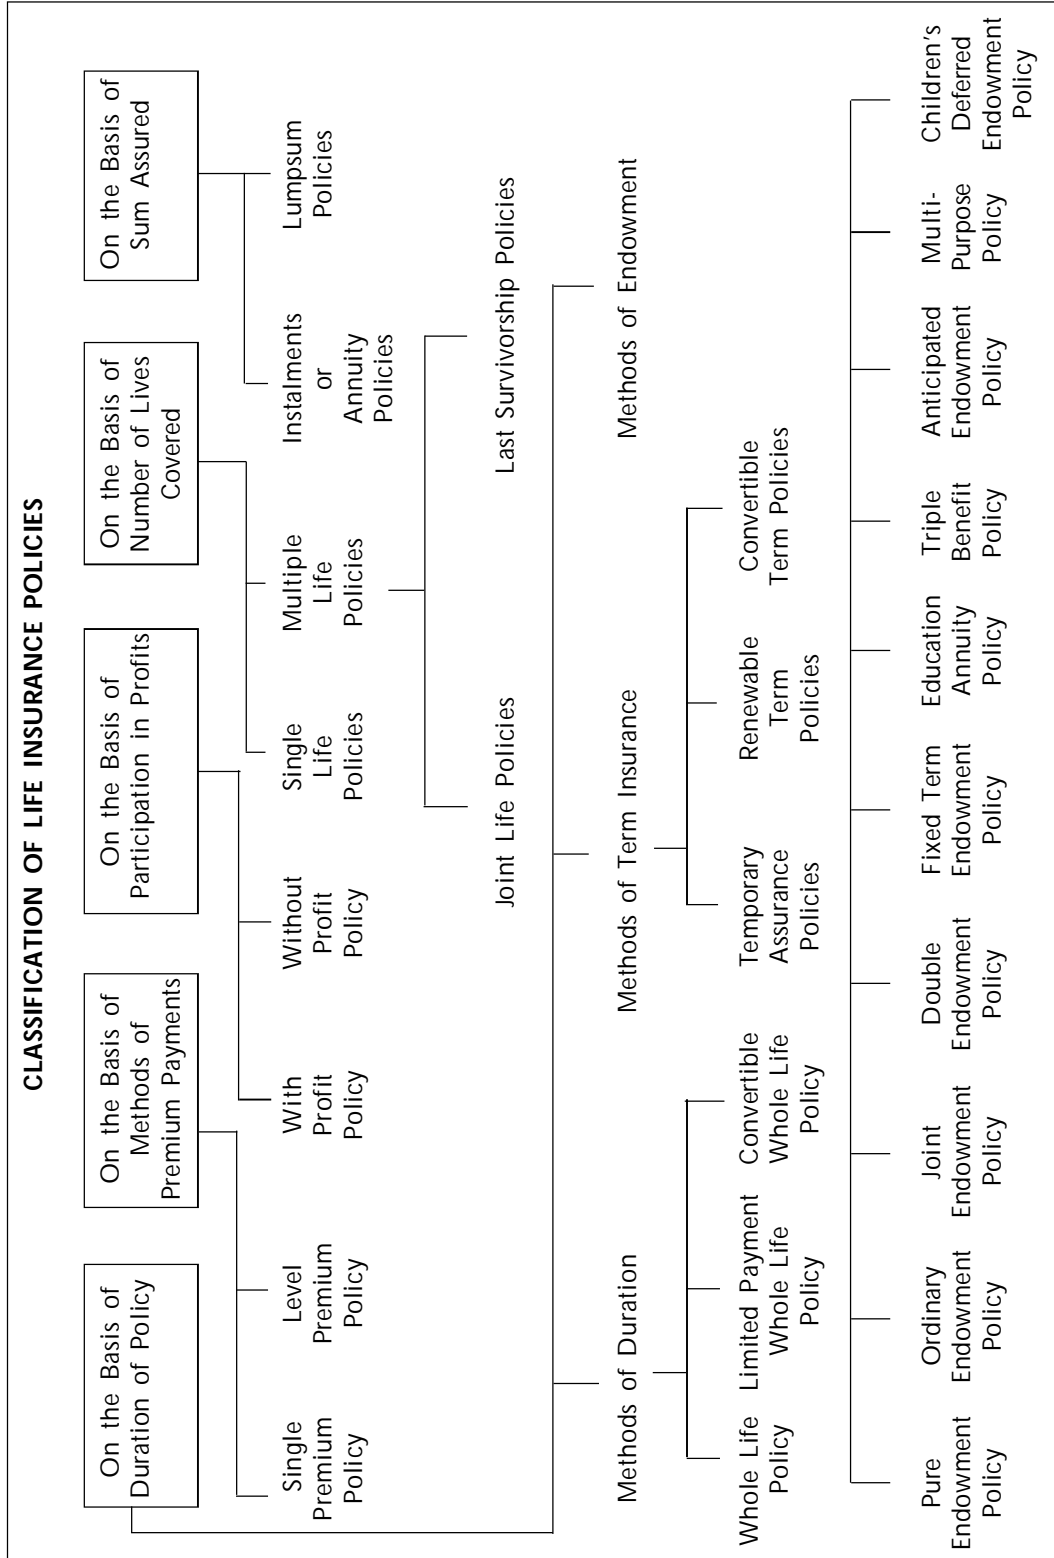 CLASSIFICATION OF LIFE INSURANCE POLICIES
On the Basis of
Duration of Policy
On the Basis of
Methods of
Premium Payments
On the Basis of
Participation in Profits
On the Basis of
Number of Lives
Covered
On the Basis of
Sum Assured
Single
Premium
Policy
Level
Premium
Policy
With
Profit
Policy
Without
Profit
Policy
Single
Life
Policies
Multiple
Life
Policies
Instalments
or
Annuity
Policies
Lumpsum
Policies
Joint Life Policies
Last Survivorship Policies
Methods of Duration
Methods of Term Insurance
Methods of Endowment
Whole Life
Policy
Limited Payment
Whole Life
Policy
Convertible
Whole Life
Policy
Temporary
Assurance
Policies
Renewable
Term
Policies
Convertible
Term Policies
Pure
Endowment
Policy
Ordinary
Endowment
Policy
Joint
Endowment
Policy
Double
Endowment
Policy
Fixed Term
Endowment
Policy
Education
Annuity
Policy
Triple
Benefit
Policy
Anticipated
Endowment
Policy
Multi-
Purpose
Policy
Children's
Deferred
Endowment
Policy